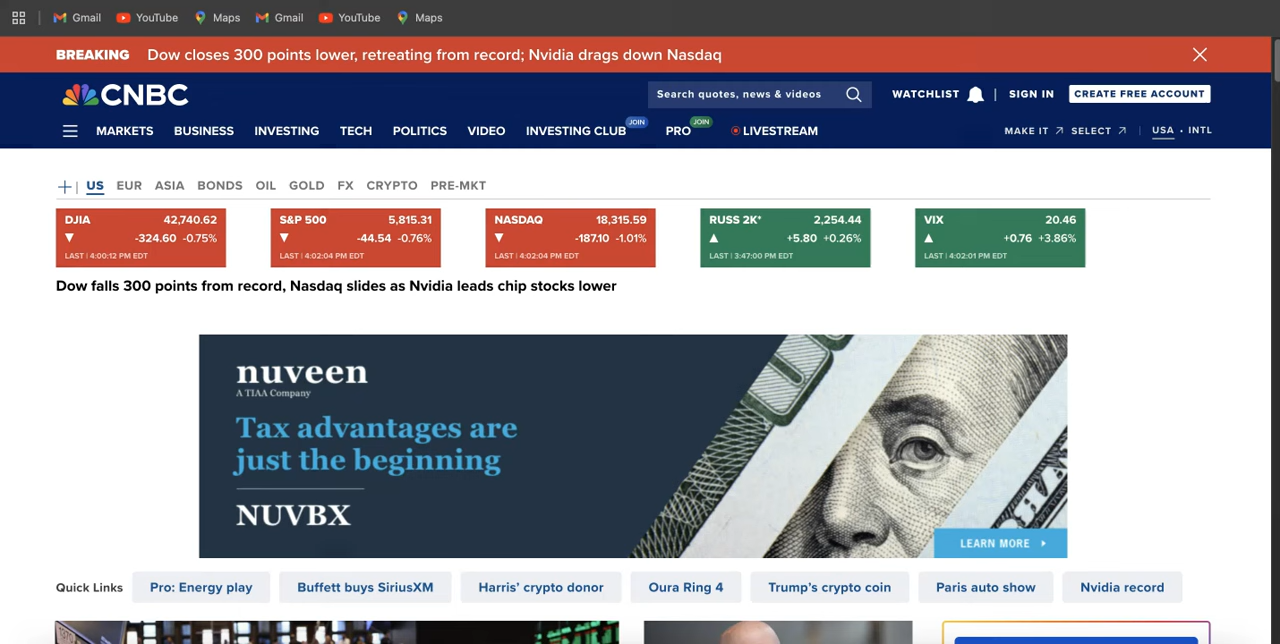 Gmail YouTube Maps Gmail YouTube Maps
BREAKING Dow closes 300 points lower, retreating from record; Nvidia drags down Nasdaq
CNBC
Search quotes, news & videos
WATCHLIST | SIGN IN CREATE FREE ACCOUNT
MARKETS BUSINESS INVESTING TECH POLITICS VIDEO INVESTING CLUB JOIN PRO JOIN LIVESTREAM
MAKE IT SELECT | USA • INTL
+ | US EUR ASIA BONDS OIL GOLD FX CRYPTO PRE-MKT
DJIA 42,740.62
-324.60 -0.75%
LAST | 4:00:12 PM EDT
S&P 500 5,815.31
-44.54 -0.76%
LAST | 4:02:04 PM EDT
NASDAQ 18,315.59
-187.10 -1.01%
LAST | 4:02:04 PM EDT
RUSS 2K* 2,254.44
+5.80 +0.26%
LAST | 3:47:00 PM EDT
VIX 20.46
+0.76 +3.86%
LAST | 4:02:01 PM EDT
Dow falls 300 points from record, Nasdaq slides as Nvidia leads chip stocks lower
nuveen
A TIAA Company
Tax advantages are
just the beginning
NUVBX
LEARN MORE
Quick Links Pro: Energy play Buffett buys SiriusXM Harris' crypto donor Oura Ring 4 Trump's crypto coin Paris auto show Nvidia record